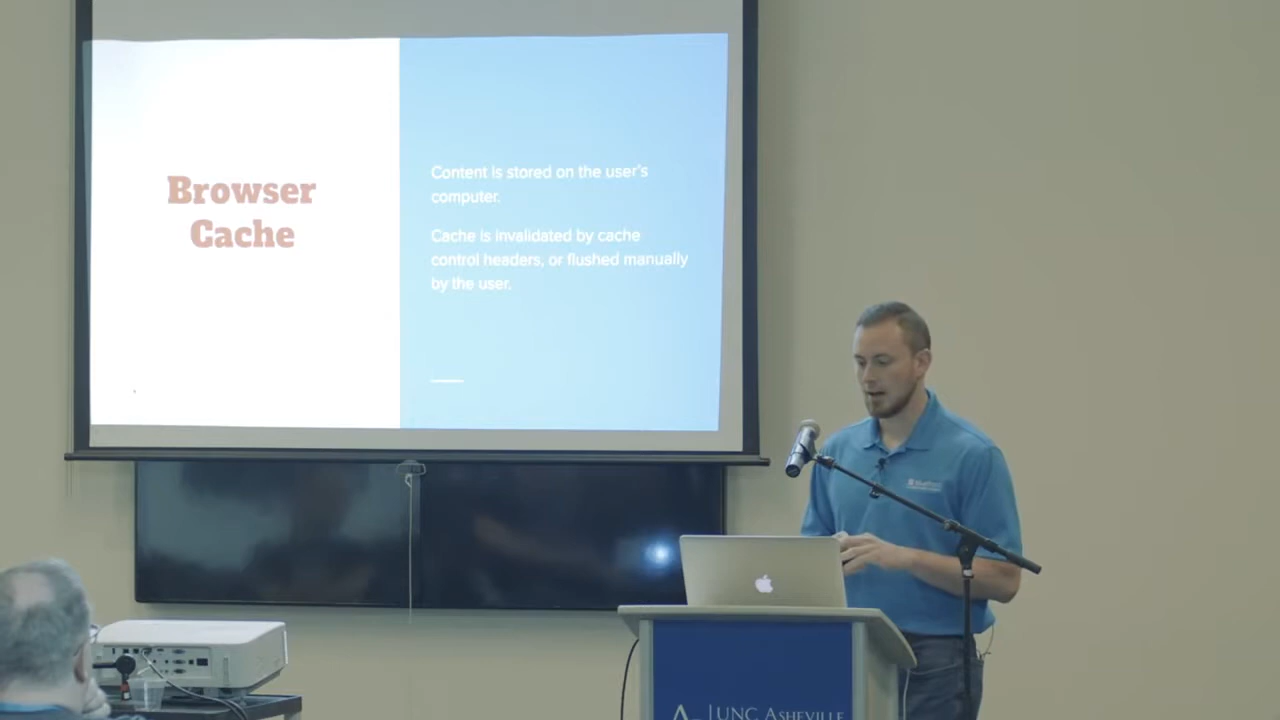 Browser
Cache
Content is stored on the user's
computer.
Cache is invalidated by cache
control headers, or flushed manually
by the user.
UNC ASHEVILLE